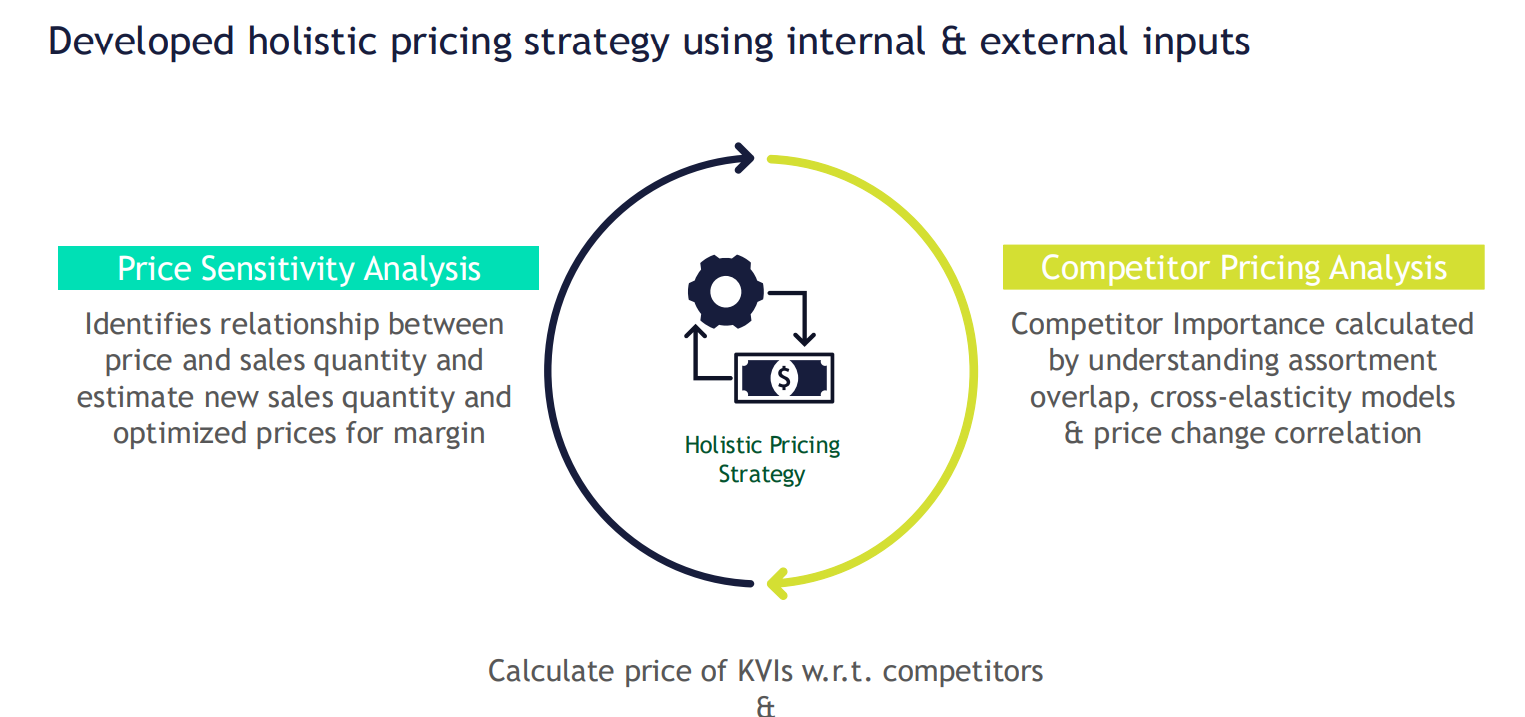 Developed holistic pricing strategy using internal & external inputs
Price Sensitivity Analysis
Identifies relationship between
price and sales quantity and
estimate new sales quantity and
optimized prices for margin
$
Holistic Pricing
Strategy
Competitor Pricing Analysis
Competitor Importance calculated
by understanding assortment
overlap, cross-elasticity models
& price change correlation
Calculate price of KVIs w.r.t. competitors
&